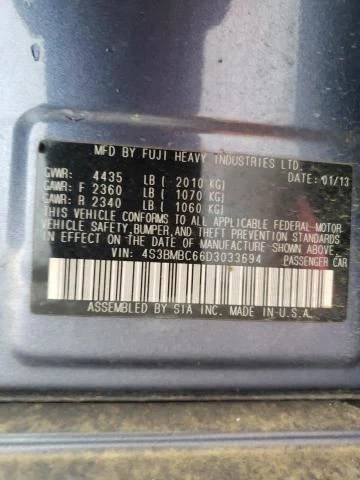 MFD BY FUJI HEAVY INDUSTRIES LTD.
GVWR: 4435 LB ( 2010 KG) DATE: 01/13
GAWR: F 2360 LB ( 1070 KG)
GAWR: R 2340 LB ( 1060 KG)
THIS VEHICLE CONFORMS TO ALL APPLICABLE FEDERAL MOTOR
VEHICLE SAFETY, BUMPER, AND THEFT PREVENTION STANDARDS
IN EFFECT ON THE DATE OF MANUFACTURE SHOWN ABOVE.
VIN: 4S3BMBC66D3033694 PASSENGER CAR
ASSEMBLED BY SIA INC. MADE IN U.S.A.